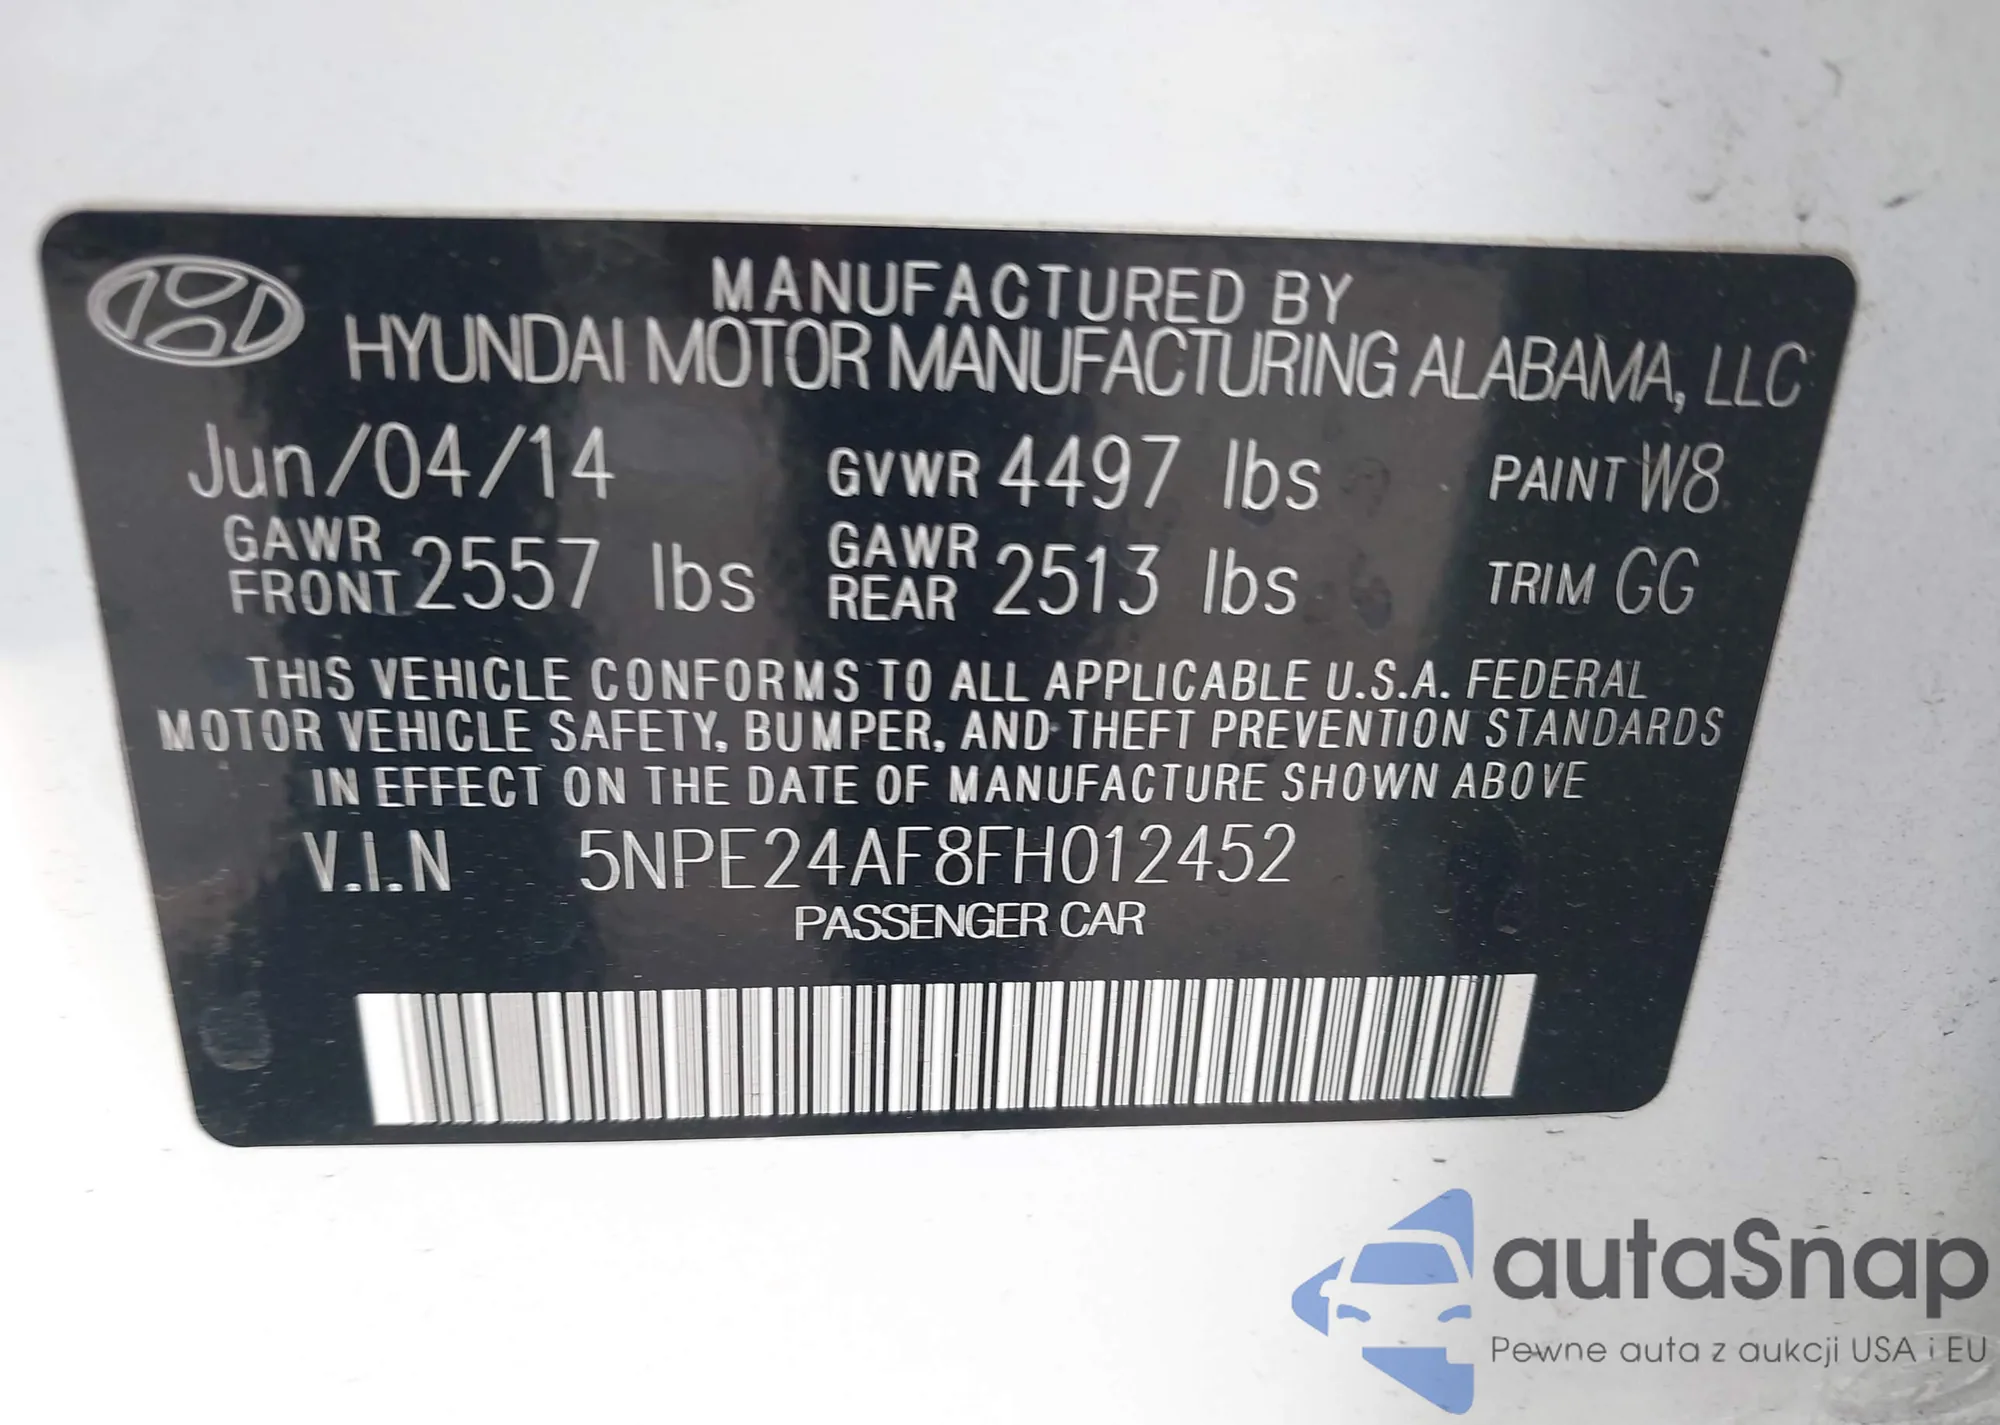 MANUFACTURED BY
HYUNDAI MOTOR MANUFACTURING ALABAMA, LLC
Jun/04/14 GVWR 4497 lbs PAINT W8
GAWR FRONT 2557 lbs GAWR REAR 2513 lbs TRIM GG
THIS VEHICLE CONFORMS TO ALL APPLICABLE U.S.A. FEDERAL
MOTOR VEHICLE SAFETY, BUMPER, AND THEFT PREVENTION STANDARDS
IN EFFECT ON THE DATE OF MANUFACTURE SHOWN ABOVE
V.I.N 5NPE24AF8FH012452
PASSENGER CAR
autaSnap
Pewne auta z aukcji USA i EU